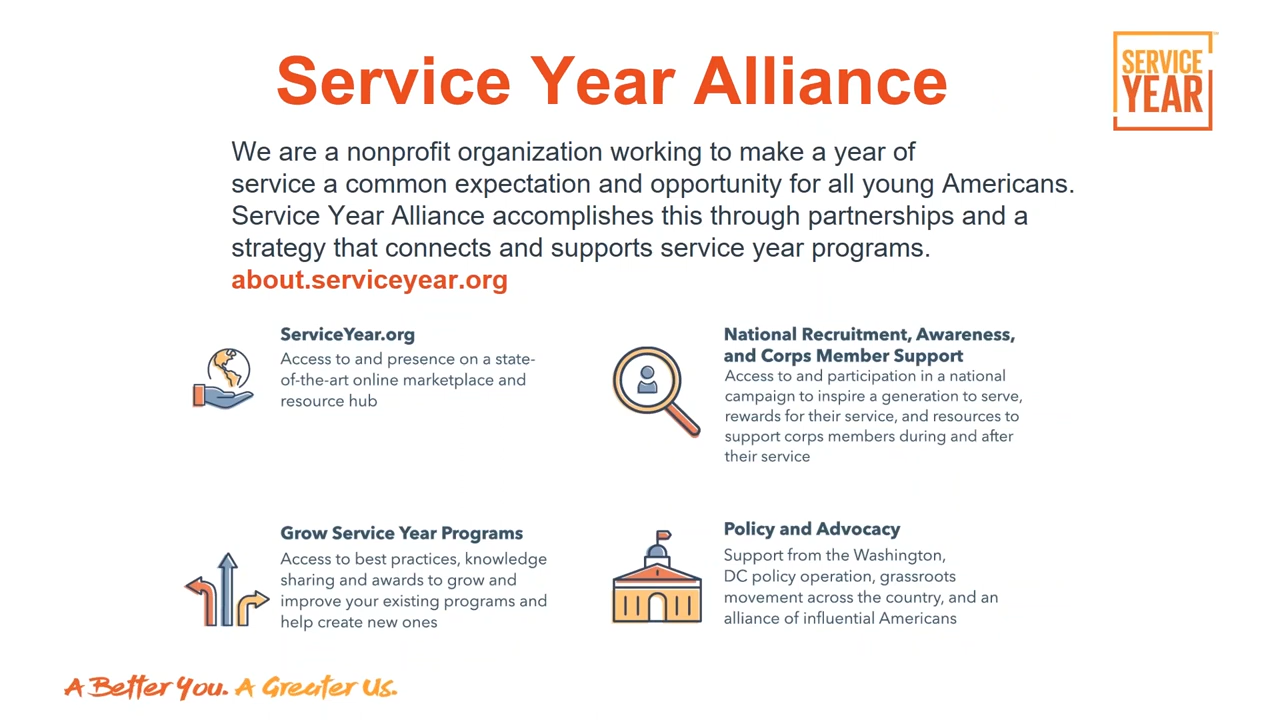 Service Year Alliance
SERVICE
YEAR
We are a nonprofit organization working to make a year of
service a common expectation and opportunity for all young Americans.
Service Year Alliance accomplishes this through partnerships and a
strategy that connects and supports service year programs.
about.serviceyear.org
ServiceYear.org
Access to and presence on a state-
of-the-art online marketplace and
resource hub
National Recruitment, Awareness,
and Corps Member Support
Access to and participation in a national
campaign to inspire a generation to serve,
rewards for their service, and resources to
support corps members during and after
their service
Grow Service Year Programs
Access to best practices, knowledge
sharing and awards to grow and
improve your existing programs and
help create new ones
Policy and Advocacy
Support from the Washington,
DC policy operation, grassroots
movement across the country, and an
alliance of influential Americans
A Better You. A Greater Us.